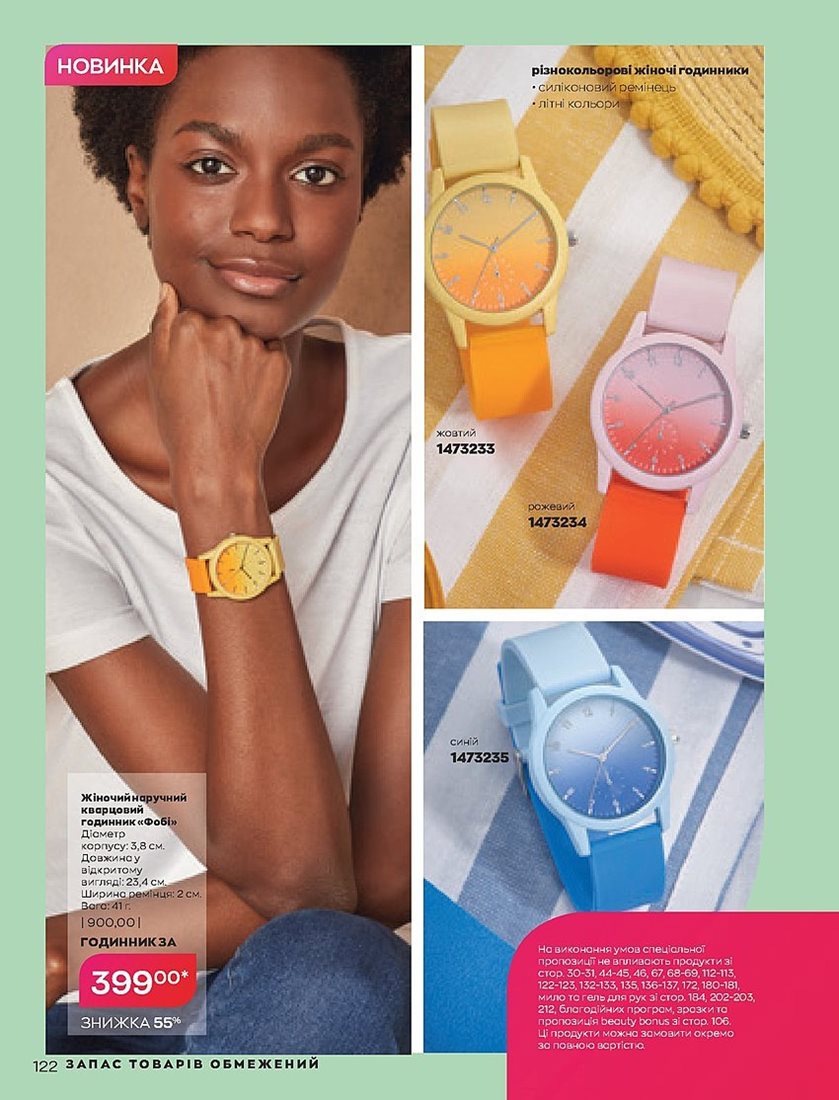 НОВИНКА
різнокольорові жіночі годинники
• силіконовий ремінець
• літні кольори
жовтий
1473233
рожевий
1473234
синій
1473235
Жіночий наручний
кварцовий
годинник «Фобі»
Діаметр
корпусу: 3,8 см.
Довжина у
відкритому
вигляді: 23,4 см.
Ширина ремінця: 2 см.
Вага: 41 г.
| 900,00 |
ГОДИННИК ЗА
399⁰⁰*
ЗНИЖКА 55%
На виконання умов спеціальної
пропозиції не впливають продукти зі
стор. 30-31, 44-45, 46, 67, 68-69, 112-113,
122-123, 132-133, 135, 136-137, 172, 180-181,
мило та гель для рук зі стор. 184, 202-203,
212, благодійних програм, зразки та
пропозиція beauty bonus зі стор. 106.
Ці продукти можна замовити окремо
за повною вартістю.
122 ЗАПАС ТОВАРІВ ОБМЕЖЕНИЙ